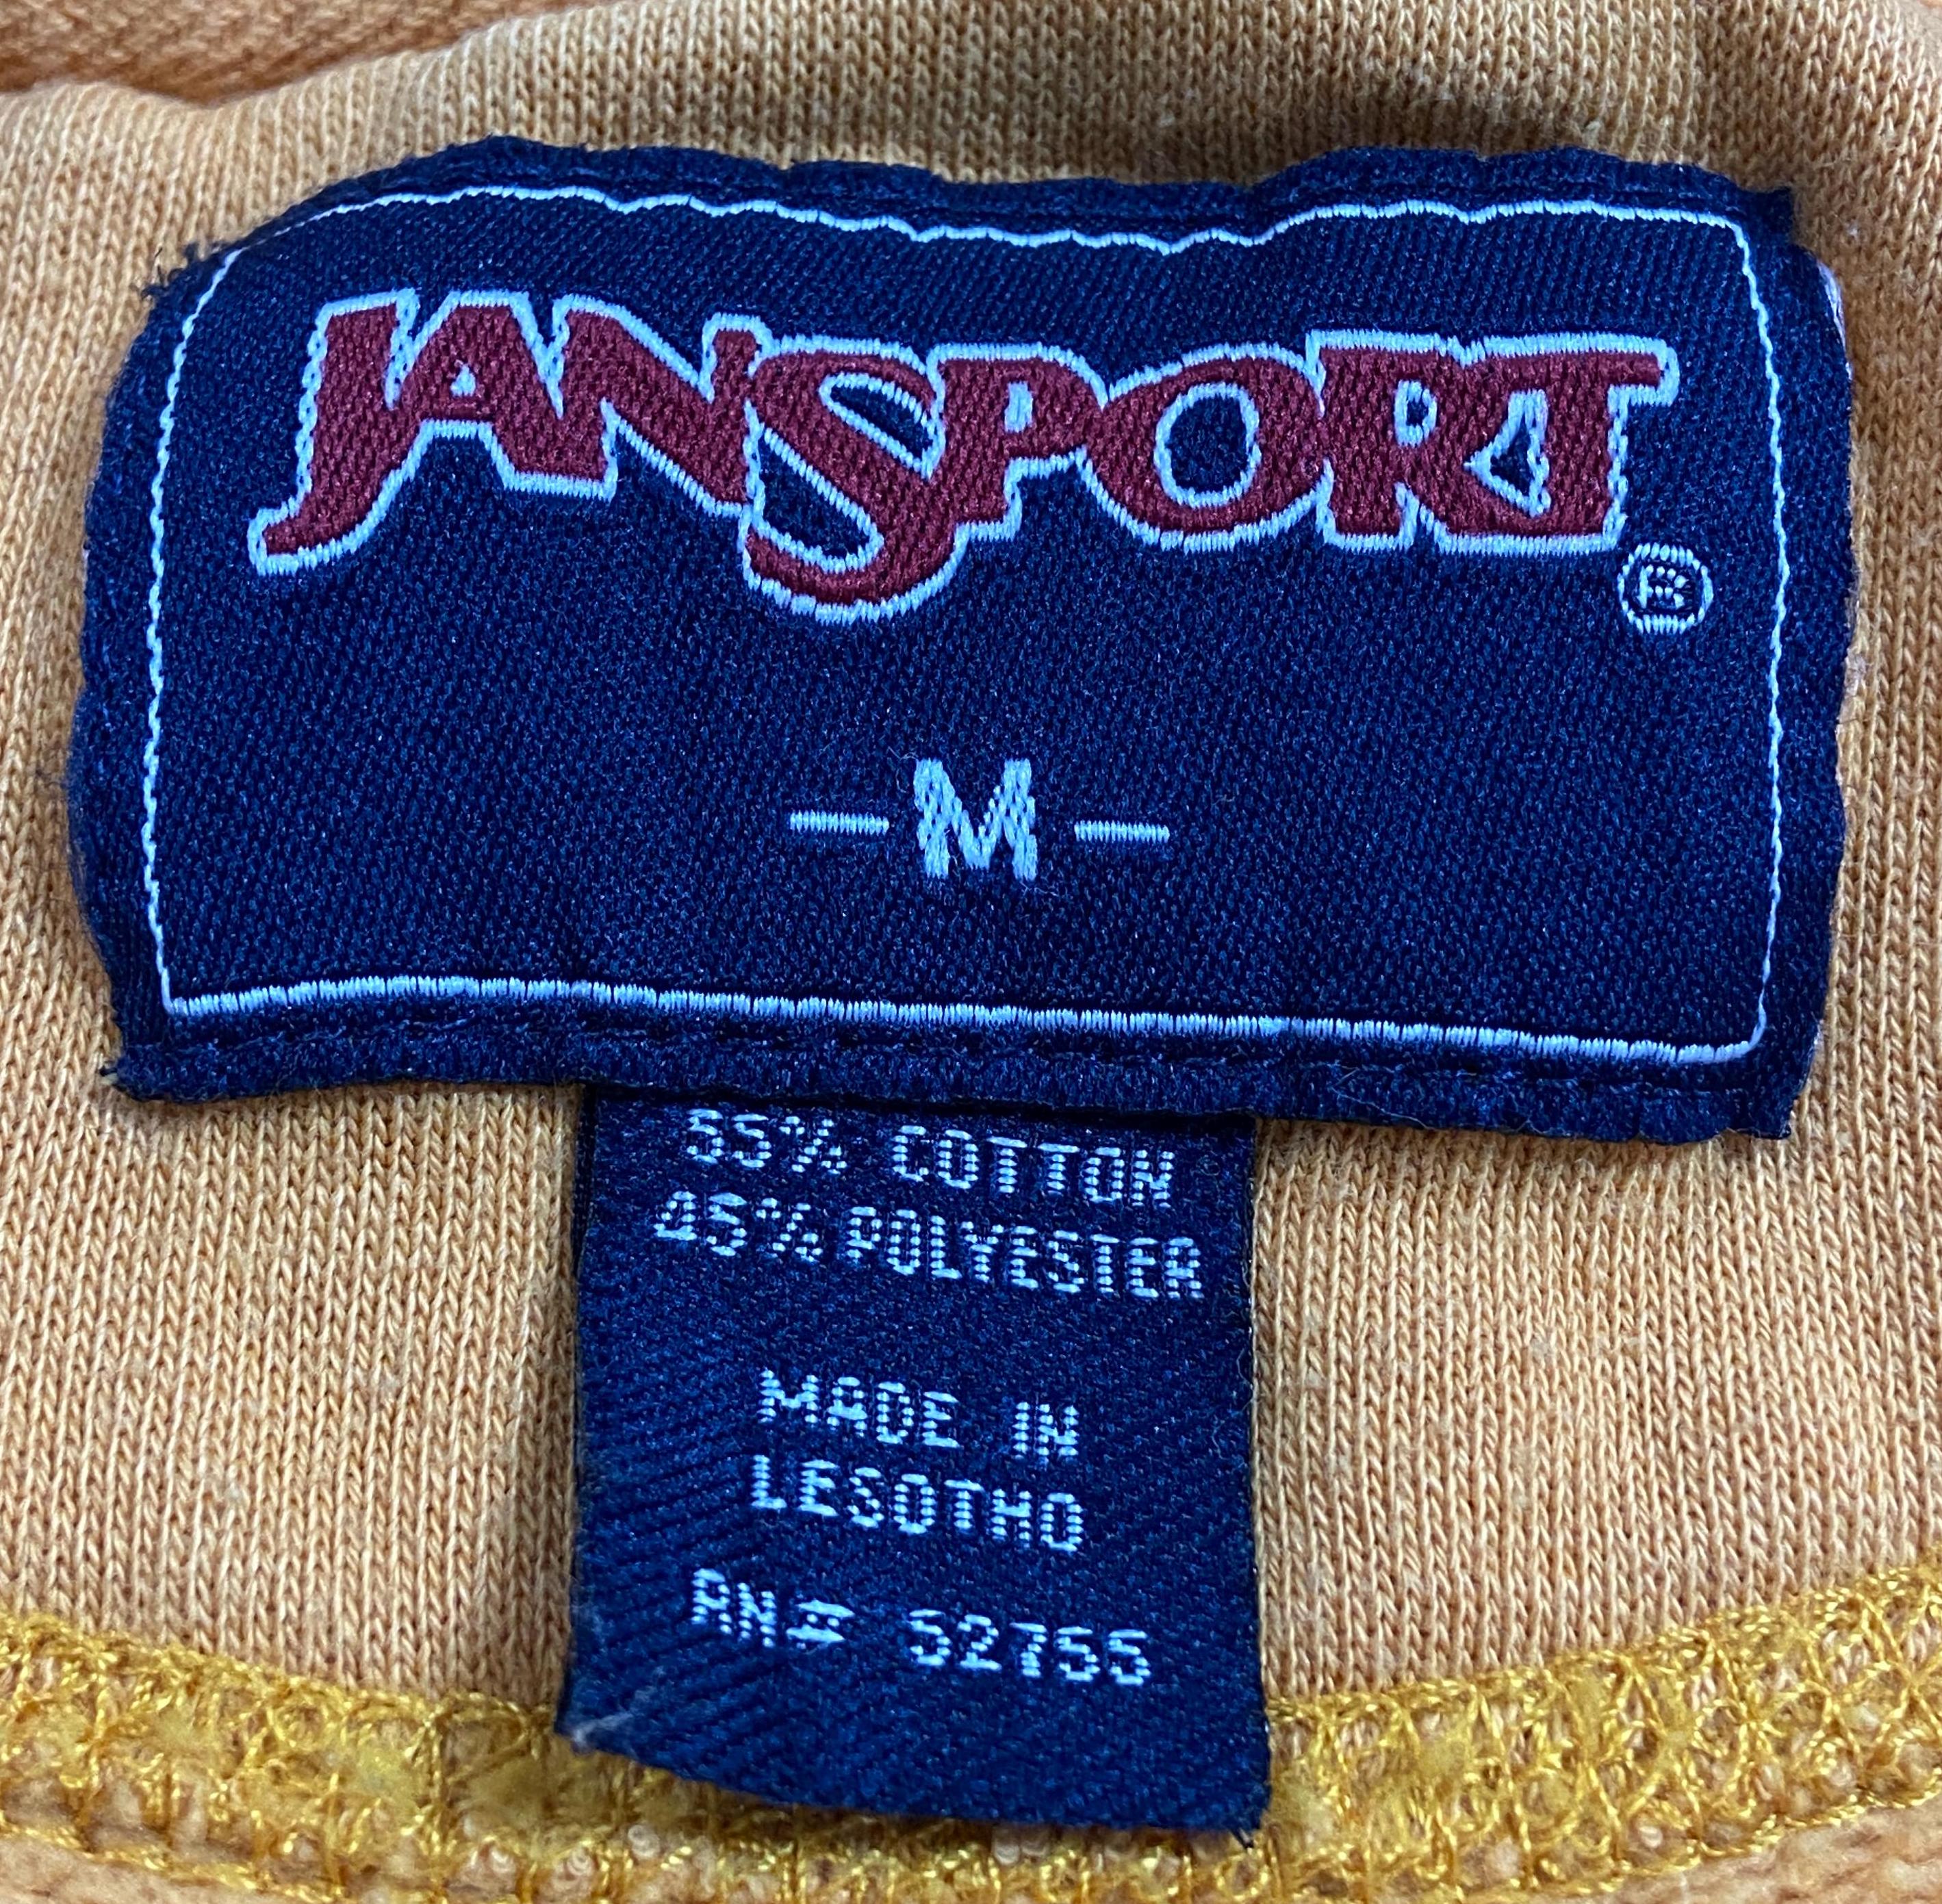 JANSPORT®
-M-
55% COTTON
45% POLYESTER
MADE IN
LESOTHO
RN# 52755